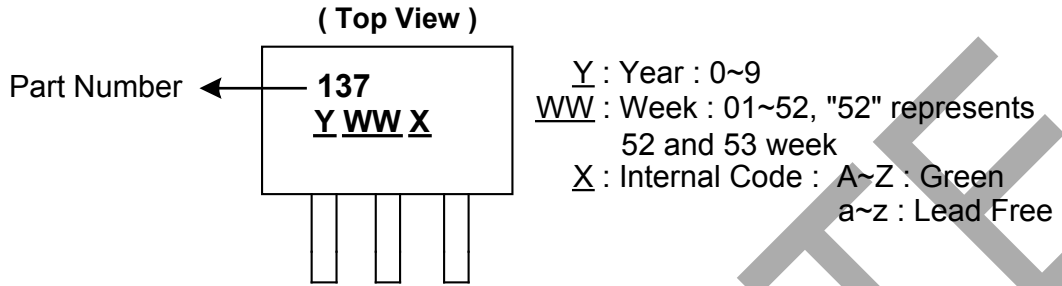 ( Top View )
Part Number
137
Y WW X
Y : Year : 0~9
WW : Week : 01~52, "52" represents
52 and 53 week
X : Internal Code : A~Z : Green
a~z : Lead Free